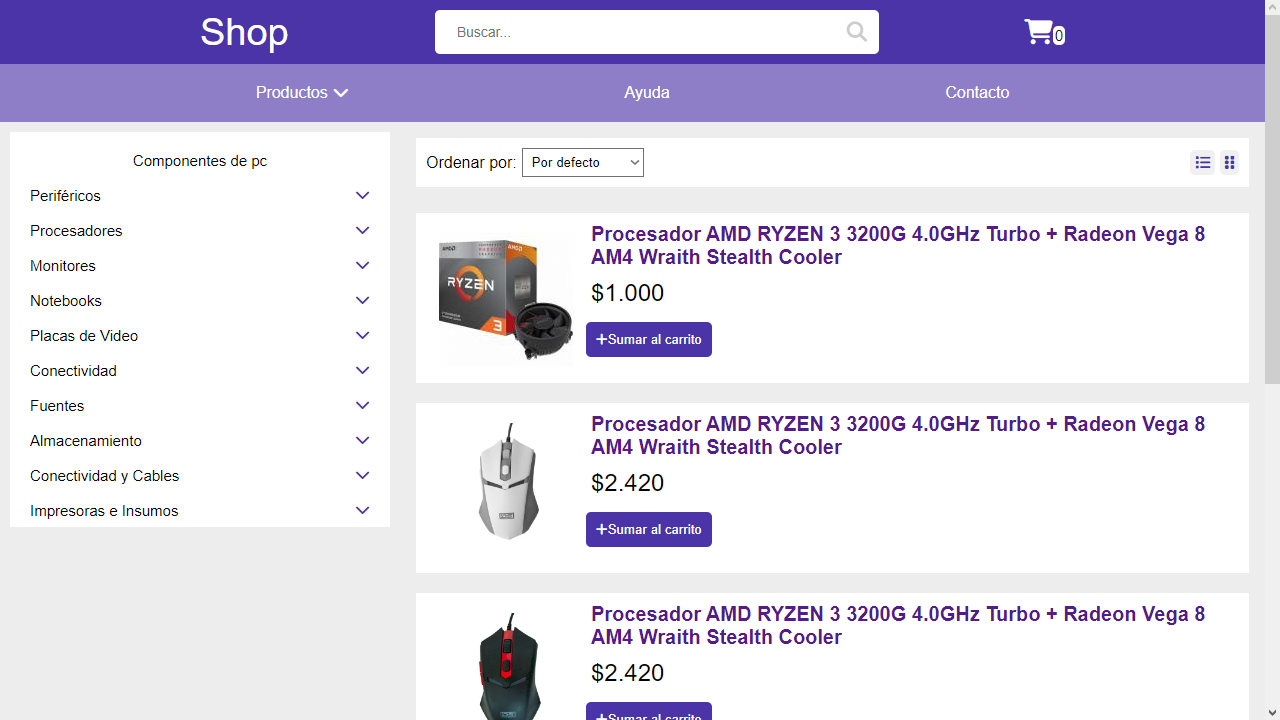 Shop
Buscar...
0
Productos
Ayuda
Contacto
Componentes de pc
Periféricos
Procesadores
Monitores
Notebooks
Placas de Video
Conectividad
Fuentes
Almacenamiento
Conectividad y Cables
Impresoras e Insumos
Ordenar por: Por defecto
AMD
RYZEN
3
Procesador AMD RYZEN 3 3200G 4.0GHz Turbo + Radeon Vega 8
AM4 Wraith Stealth Cooler
$1.000
+Sumar al carrito
Procesador AMD RYZEN 3 3200G 4.0GHz Turbo + Radeon Vega 8
AM4 Wraith Stealth Cooler
$2.420
+Sumar al carrito
Procesador AMD RYZEN 3 3200G 4.0GHz Turbo + Radeon Vega 8
AM4 Wraith Stealth Cooler
$2.420
+Sumar al carrito